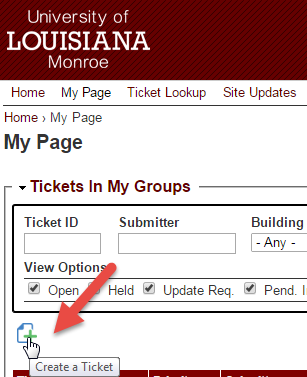 University of
LOUISIANA
Monroe
Home My Page Ticket Lookup Site Updates
Home › My Page
My Page
Tickets In My Groups
Ticket ID Submitter Building
- Any -
View Options
Open Held Update Req. Pend.
Create a Ticket